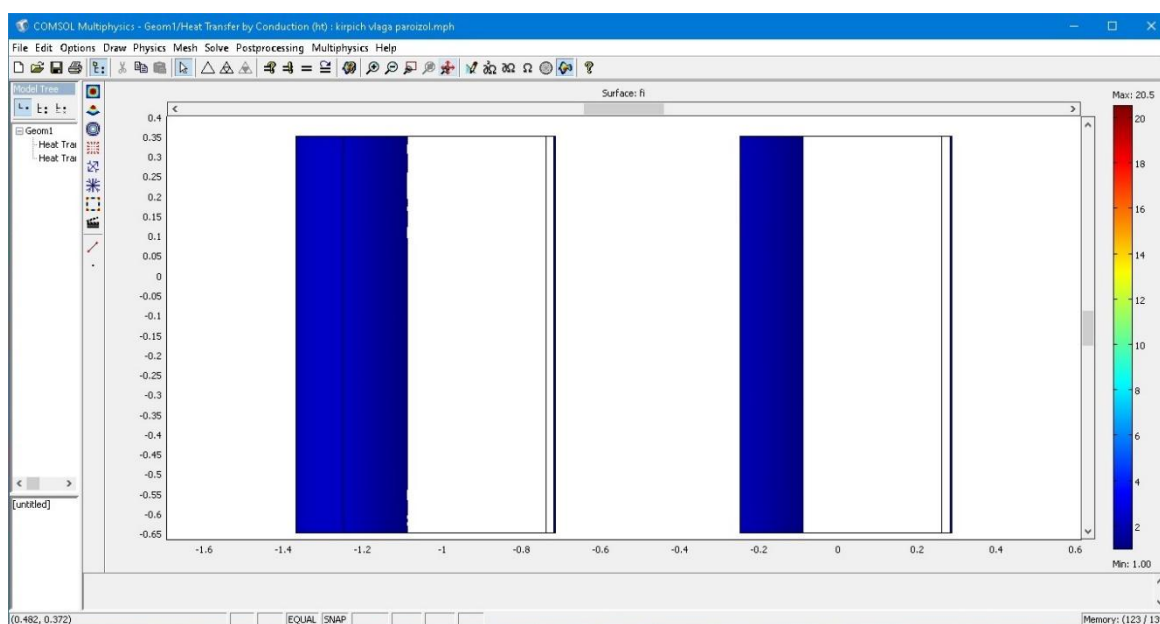 COMSOL Multiphysics - Geom1/Heat Transfer by Conduction (ht) : kirpich vlaga paroizol.mph
File Edit Options Draw Physics Mesh Solve Postprocessing Multiphysics Help
Model Tree
Geom1
Heat Tra
Heat Tra
[untitled]
Surface: fi
Max: 20.5
0.4
0.35
0.3
0.25
0.2
0.15
0.1
0.05
0
-0.05
-0.1
-0.15
-0.2
-0.25
-0.3
-0.35
-0.4
-0.45
-0.5
-0.55
-0.6
-0.65
-1.6 -1.4 -1.2 -1 -0.8 -0.6 -0.4 -0.2 0 0.2 0.4 0.6
20
18
16
14
12
10
8
6
4
2
Min: 1.00
(0.482, 0.372) EQUAL SNAP Memory: (123 / 13